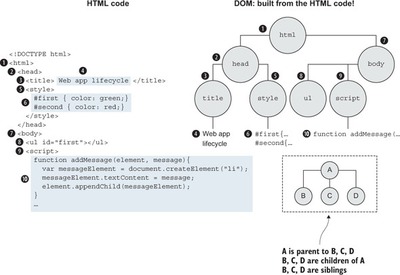 HTML code
DOM: built from the HTML code!
<!DOCTYPE html>
1 <html>
2 <head>
4
3 <title> Web app lifecycle </title>
5 <style>
6 #first { color: green;}
#second { color: red;}
</style>
</head>
7 <body>
8 <ul id="first"></ul>
9 <script>
10 function addMessage(element, message){
var messageElement = document.createElement("li");
messageElement.textContent = message;
element.appendChild(messageElement);
}
…
1
html
2
head
7
body
3
title
5
style
8
ul
9
script
4 Web app
lifecycle
6 #first{…
#second{…
10 function addMessage(…
A
B
C
D
A is parent to B, C, D
B, C, D are children of A
B, C, D are siblings